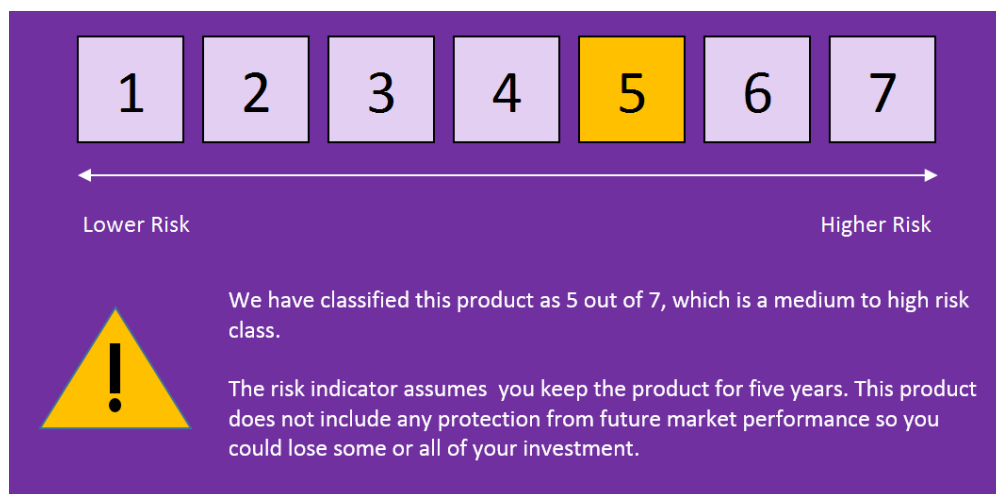 1 2 3 4 5 6 7
Lower Risk Higher Risk
!
We have classified this product as 5 out of 7, which is a medium to high risk
class.
The risk indicator assumes  you keep the product for five years. This product
does not include any protection from future market performance so you
could lose some or all of your investment.